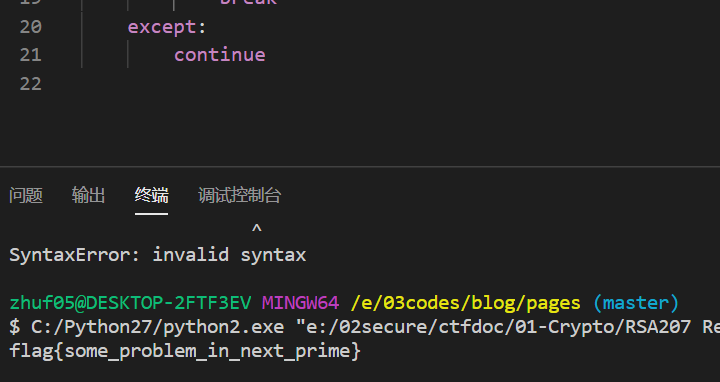 19 break
20 except:
21 continue
22
问题 输出 终端 调试控制台
^
SyntaxError: invalid syntax
zhuf05@DESKTOP-2FTF3EV MINGW64 /e/03codes/blog/pages (master)
$ C:/Python27/python2.exe "e:/02secure/ctfdoc/01-Crypto/RSA207 Re
flag{some_problem_in_next_prime}